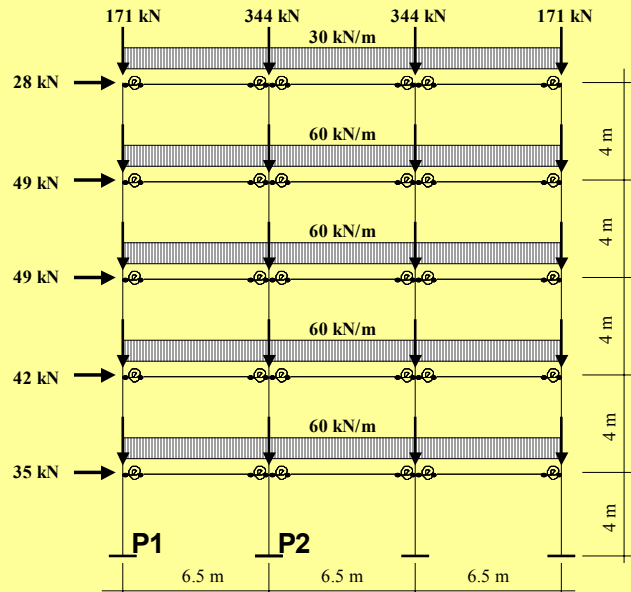 171 kN 344 kN 344 kN 171 kN
30 kN/m
28 kN
60 kN/m
4 m
49 kN
60 kN/m
4 m
49 kN
60 kN/m
4 m
42 kN
60 kN/m
4 m
35 kN
4 m
P1 P2
6.5 m 6.5 m 6.5 m